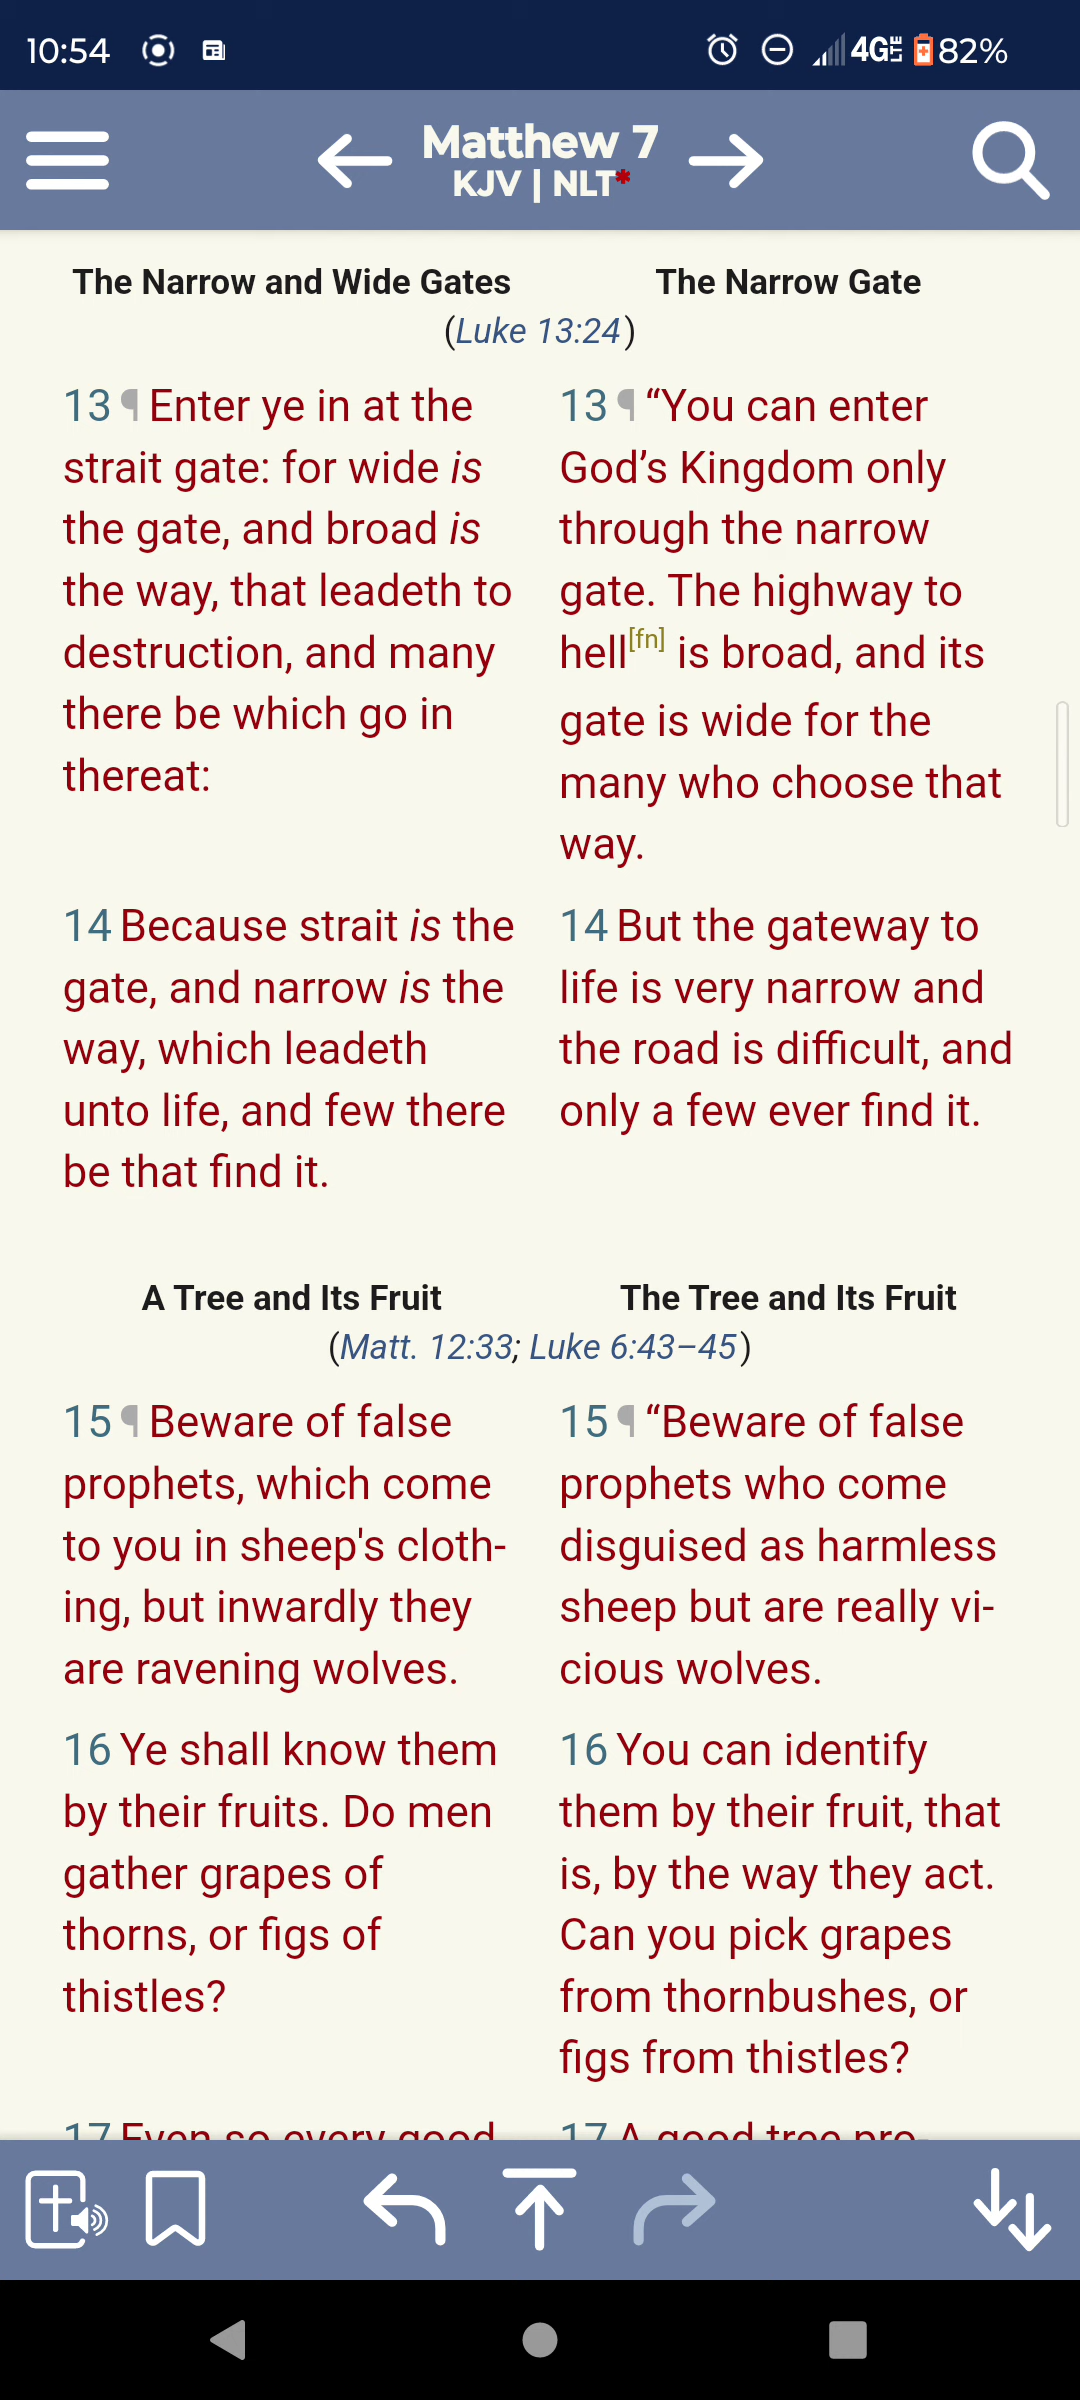 10:54 4G LTE 82%
Matthew 7
KJV | NLT*
The Narrow and Wide Gates The Narrow Gate
(Luke 13:24)
13 ¶ Enter ye in at the
strait gate: for wide is
the gate, and broad is
the way, that leadeth to
destruction, and many
there be which go in
thereat:
13 ¶ “You can enter
God’s Kingdom only
through the narrow
gate. The highway to
hell[fn] is broad, and its
gate is wide for the
many who choose that
way.
14 Because strait is the
gate, and narrow is the
way, which leadeth
unto life, and few there
be that find it.
14 But the gateway to
life is very narrow and
the road is difficult, and
only a few ever find it.
A Tree and Its Fruit The Tree and Its Fruit
(Matt. 12:33; Luke 6:43–45)
15 ¶ Beware of false
prophets, which come
to you in sheep's cloth-
ing, but inwardly they
are ravening wolves.
15 ¶ “Beware of false
prophets who come
disguised as harmless
sheep but are really vi-
cious wolves.
16 Ye shall know them
by their fruits. Do men
gather grapes of
thorns, or figs of
thistles?
16 You can identify
them by their fruit, that
is, by the way they act.
Can you pick grapes
from thornbushes, or
figs from thistles?
17 Even so every good
17 A good tree pro-